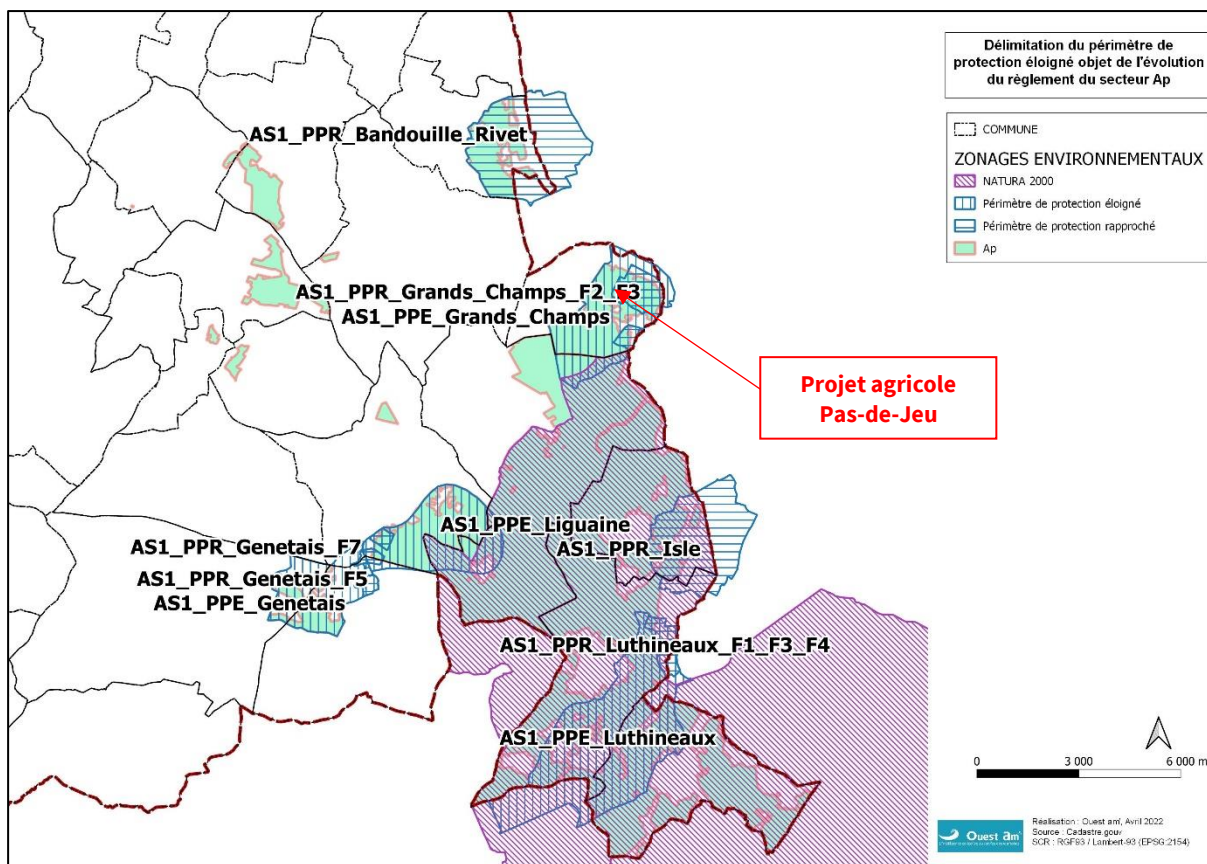 Délimitation du périmètre de
protection éloigné objet de l'évolution
du règlement du secteur Ap
COMMUNE
ZONAGES ENVIRONNEMENTAUX
NATURA 2000
Périmètre de protection éloigné
Périmètre de protection rapproché
Ap
AS1_PPR_Bandouille_Rivet
AS1_PPR_Grands_Champs_F2_F3
AS1_PPE_Grands_Champs
Projet agricole
Pas-de-Jeu
AS1_PPE_Liguaine
AS1_PPR_Isle
AS1_PPR_Genetais_F7
AS1_PPR_Genetais_F5
AS1_PPE_Genetais
AS1_PPR_Luthineaux_F1_F3_F4
AS1_PPE_Luthineaux
0 3 000 6 000 m
Ouest am'
Réalisation : Ouest am', Avril 2022
Source : Cadastre.gouv
SCR : RGF93 / Lambert-93 (EPSG:2154)